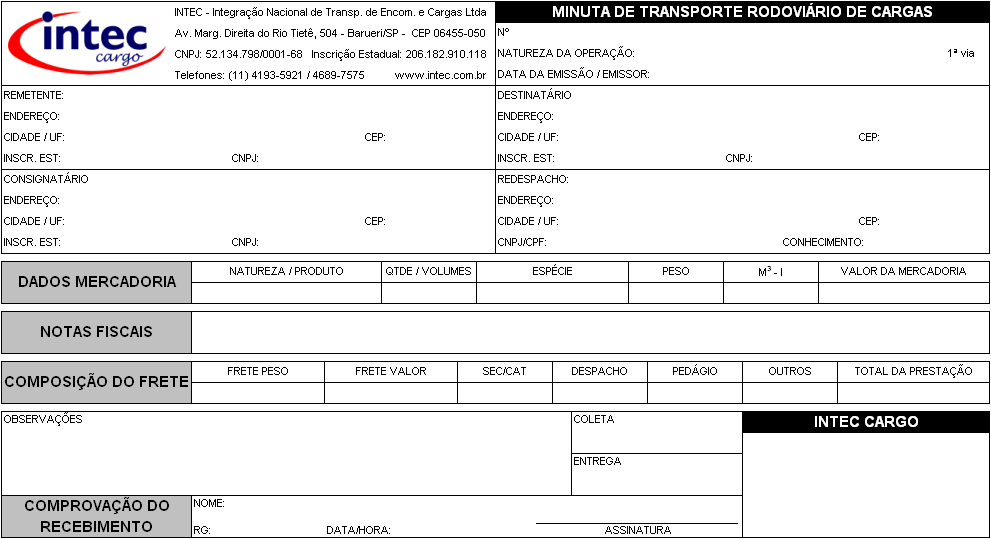 intec
cargo
INTEC - Integração Nacional de Transp. de Encom. e Cargas Ltda
Av. Marg. Direita do Rio Tietê, 504 - Barueri/SP - CEP 06455-050
CNPJ: 52.134.798/0001-68 Inscrição Estadual: 206.182.910.118
Telefones: (11) 4193-5921 / 4689-7575 www.intec.com.br
MINUTA DE TRANSPORTE RODOVIÁRIO DE CARGAS
Nº
NATUREZA DA OPERAÇÃO: 1ª via
DATA DA EMISSÃO / EMISSOR:
REMETENTE:
ENDEREÇO:
CIDADE / UF: CEP:
INSCR. EST: CNPJ:
DESTINATÁRIO
ENDEREÇO:
CIDADE / UF: CEP:
INSCR. EST: CNPJ:
CONSIGNATÁRIO
ENDEREÇO:
CIDADE / UF: CEP:
INSCR. EST: CNPJ:
REDESPACHO:
ENDEREÇO:
CIDADE / UF: CEP:
CNPJ/CPF: CONHECIMENTO:
DADOS MERCADORIA
NATUREZA / PRODUTO QTDE / VOLUMES ESPÉCIE PESO M³ - l VALOR DA MERCADORIA
NOTAS FISCAIS
COMPOSIÇÃO DO FRETE
FRETE PESO FRETE VALOR SEC/CAT DESPACHO PEDÁGIO OUTROS TOTAL DA PRESTAÇÃO
OBSERVAÇÕES
COLETA
ENTREGA
INTEC CARGO
COMPROVAÇÃO DO
RECEBIMENTO
NOME:
RG: DATA/HORA: ASSINATURA